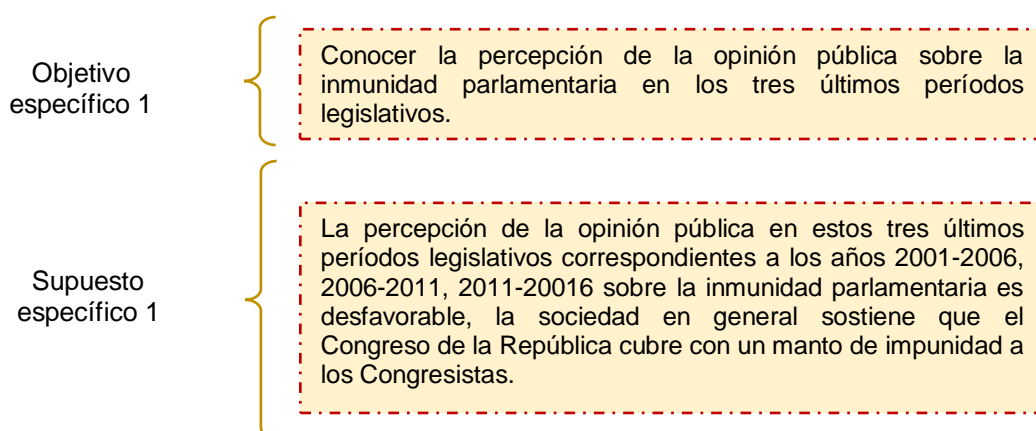 Objetivo
específico 1
Conocer la percepción de la opinión pública sobre la
inmunidad parlamentaria en los tres últimos períodos
legislativos.
Supuesto
específico 1
La percepción de la opinión pública en estos tres últimos
períodos legislativos correspondientes a los años 2001-2006,
2006-2011, 2011-20016 sobre la inmunidad parlamentaria es
desfavorable, la sociedad en general sostiene que el
Congreso de la República cubre con un manto de impunidad a
los Congresistas.